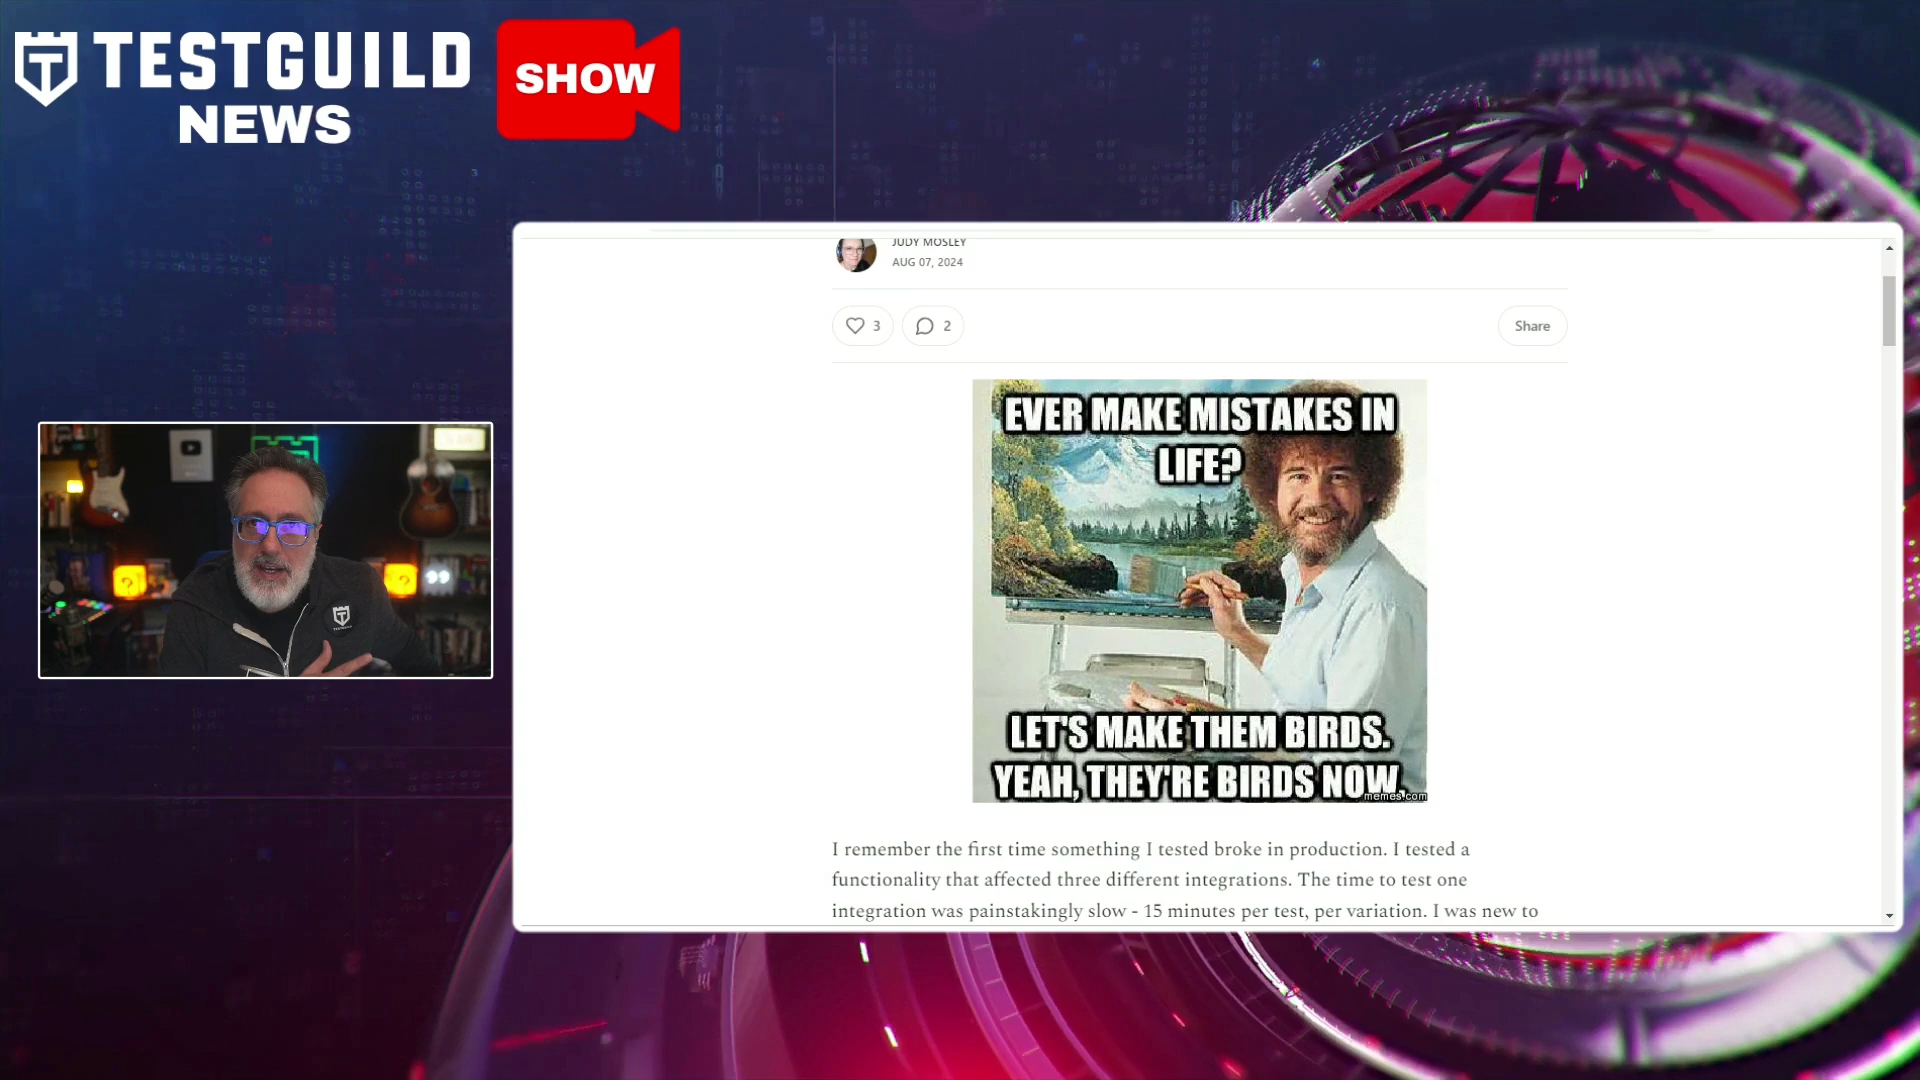 TESTGUILD
NEWS
SHOW
JUDY MOSLEY
AUG 07, 2024
3
2
Share
EVER MAKE MISTAKES IN
LIFE?
LET'S MAKE THEM BIRDS.
YEAH, THEY'RE BIRDS NOW.
memes.com
I remember the first time something I tested broke in production. I tested a
functionality that affected three different integrations. The time to test one
integration was painstakingly slow - 15 minutes per test, per variation. I was new to